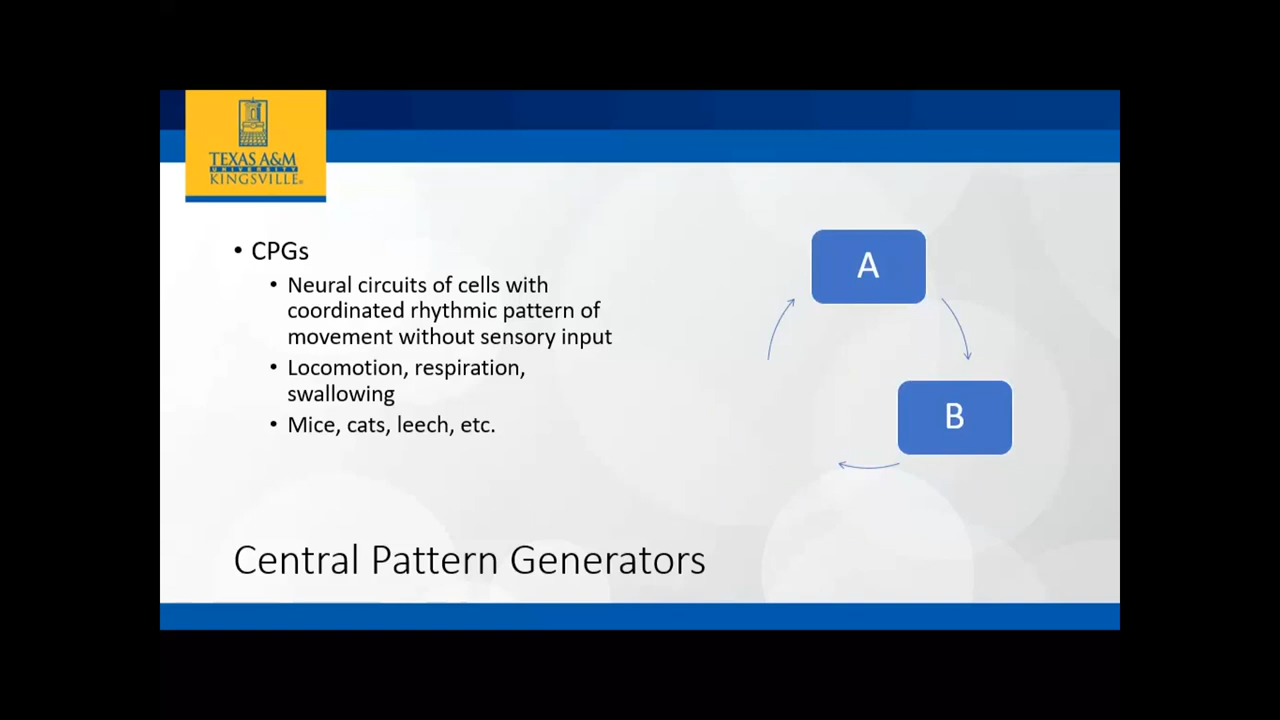 TEXAS A&M
UNIVERSITY
KINGSVILLE®
• CPGs
• Neural circuits of cells with
coordinated rhythmic pattern of
movement without sensory input
• Locomotion, respiration,
swallowing
• Mice, cats, leech, etc.
A
B
Central Pattern Generators